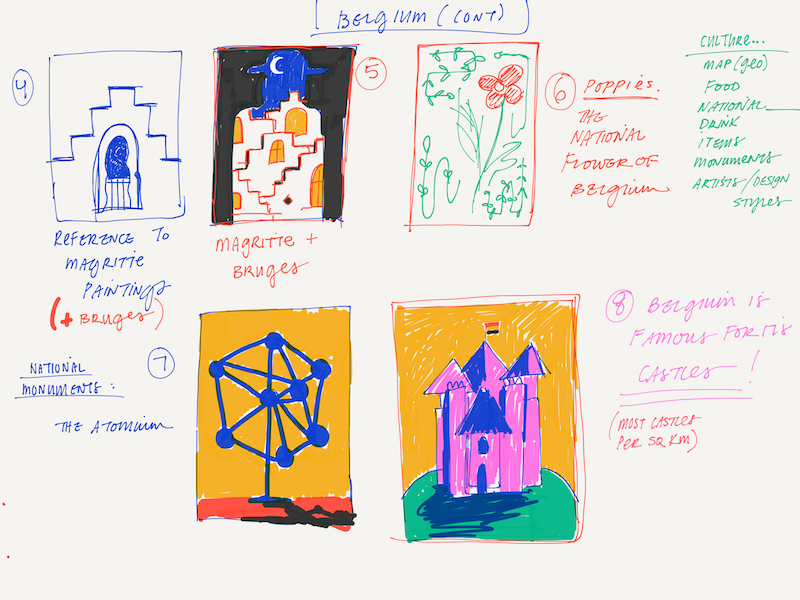 BELGIUM (CONT)
4
REFERENCE TO
MAGRITTE
PAINTINGS
(+ BRUGES)
5
MAGRITTE +
BRUGES
6 POPPIES.
THE
NATIONAL
FLOWER OF
BELGIUM
CULTURE...
MAP (geo)
FOOD
NATIONAL
DRINK
ITEMS
MONUMENTS
ARTISTS/DESIGN
STYLES
7
NATIONAL
MONUMENTS:
THE ATOMIUM
8 BELGIUM IS
FAMOUS FOR ITS
CASTLES!
(MOST CASTLES
PER SQ KM)